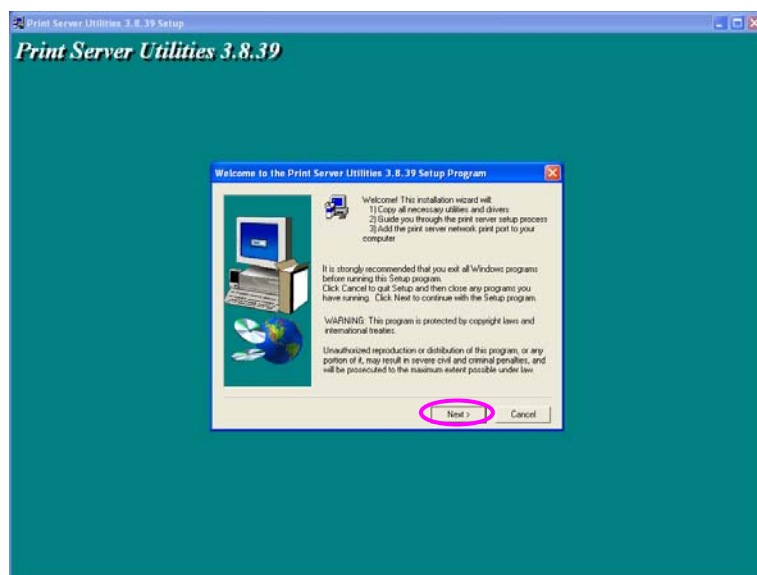 Print Server Utilities 3.8.39 Setup
Print Server Utilities 3.8.39
Welcome to the Print Server Utilities 3.8.39 Setup Program
Welcome! This installation wizard will:
1)Copy all necessary utilities and drivers
2)Guide you through the print server setup process
3)Add the print server network print port to your
computer
It is strongly recommended that you exit all Windows programs
before running this Setup program.
Click Cancel to quit Setup and then close any programs you
have running. Click Next to continue with the Setup program.
WARNING: This program is protected by copyright laws and
international treaties.
Unauthorized reproduction or distribution of this program, or any
portion of it, may result in severe civil and criminal penalties, and
will be prosecuted to the maximum extent possible under law.
Next >
Cancel